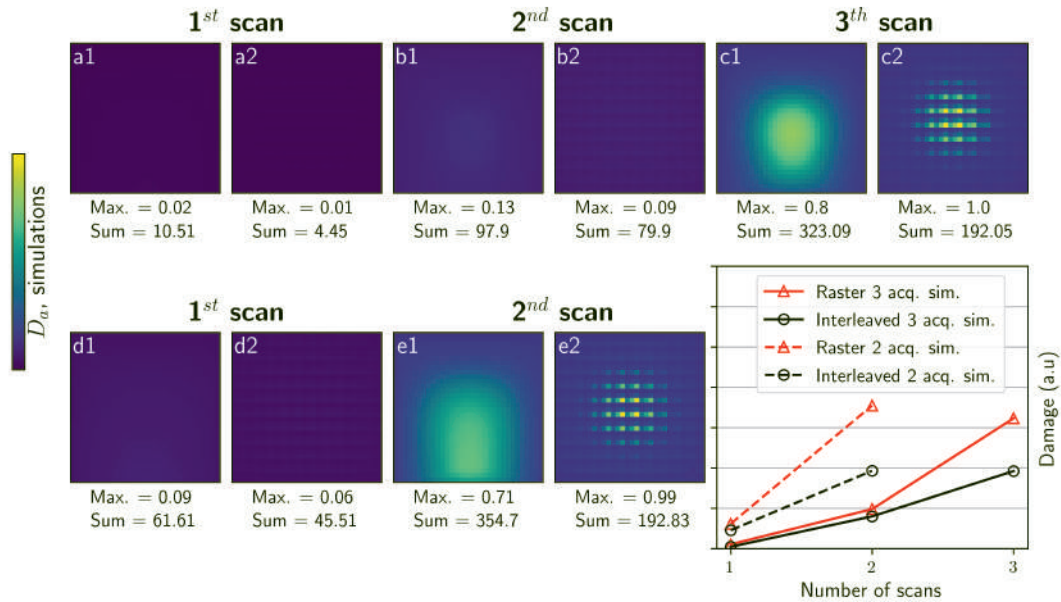 1st scan 2nd scan 3th scan
a1 a2 b1 b2 c1 c2
Max. = 0.02 Max. = 0.01 Max. = 0.13 Max. = 0.09 Max. = 0.8 Max. = 1.0
Sum = 10.51 Sum = 4.45 Sum = 97.9 Sum = 79.9 Sum = 323.09 Sum = 192.05
D_a, simulations
1st scan 2nd scan
d1 d2 e1 e2
Max. = 0.09 Max. = 0.06 Max. = 0.71 Max. = 0.99
Sum = 61.61 Sum = 45.51 Sum = 354.7 Sum = 192.83
Raster 3 acq. sim.
Interleaved 3 acq. sim.
Raster 2 acq. sim.
Interleaved 2 acq. sim.
Damage (a.u)
1 2 3
Number of scans